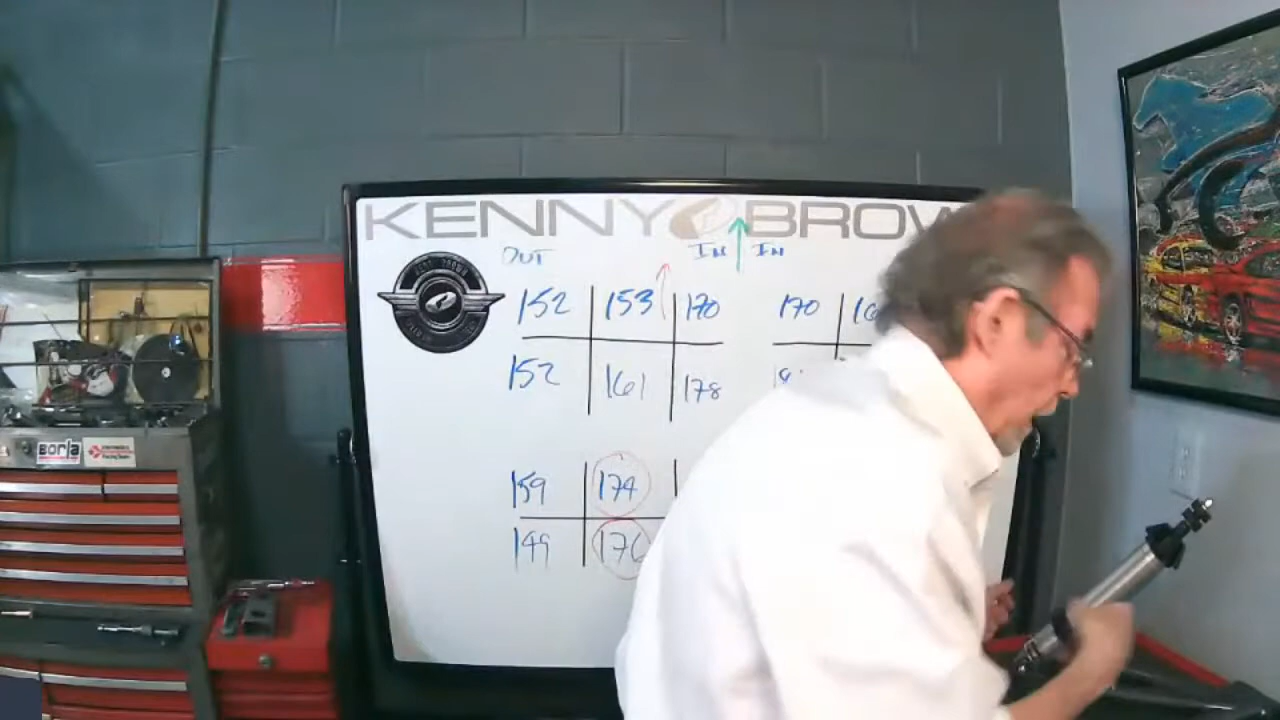 KENNY BROW
OUT IN IN
152 153 170 170
152 161 178
159 174
149 176
BORLA